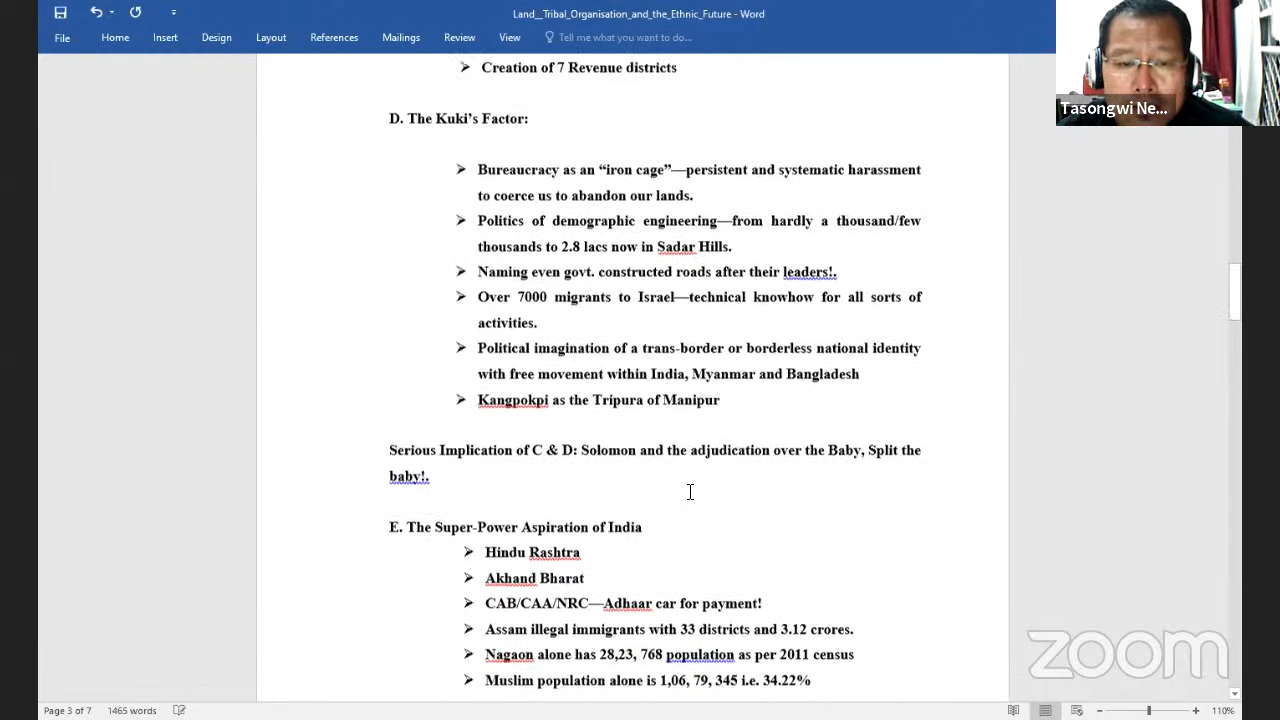 Land__Tribal_Organisation_and_the_Ethnic_Future - Word
File Home Insert Design Layout References Mailings Review View Tell me what you want to do...
Tasongwi Ne...
➢ Creation of 7 Revenue districts
D. The Kuki’s Factor:
➢ Bureaucracy as an “iron cage”—persistent and systematic harassment
to coerce us to abandon our lands.
➢ Politics of demographic engineering—from hardly a thousand/few
thousands to 2.8 lacs now in Sadar Hills.
➢ Naming even govt. constructed roads after their leaders!.
➢ Over 7000 migrants to Israel—technical knowhow for all sorts of
activities.
➢ Political imagination of a trans-border or borderless national identity
with free movement within India, Myanmar and Bangladesh
➢ Kangpokpi as the Tripura of Manipur
Serious Implication of C & D: Solomon and the adjudication over the Baby, Split the
baby!.
E. The Super-Power Aspiration of India
➢ Hindu Rashtra
➢ Akhand Bharat
➢ CAB/CAA/NRC—Adhaar car for payment!
➢ Assam illegal immigrants with 33 districts and 3.12 crores.
➢ Nagaon alone has 28,23, 768 population as per 2011 census
➢ Muslim population alone is 1,06, 79, 345 i.e. 34.22%
zoom
Page 3 of 7 1465 words 110%